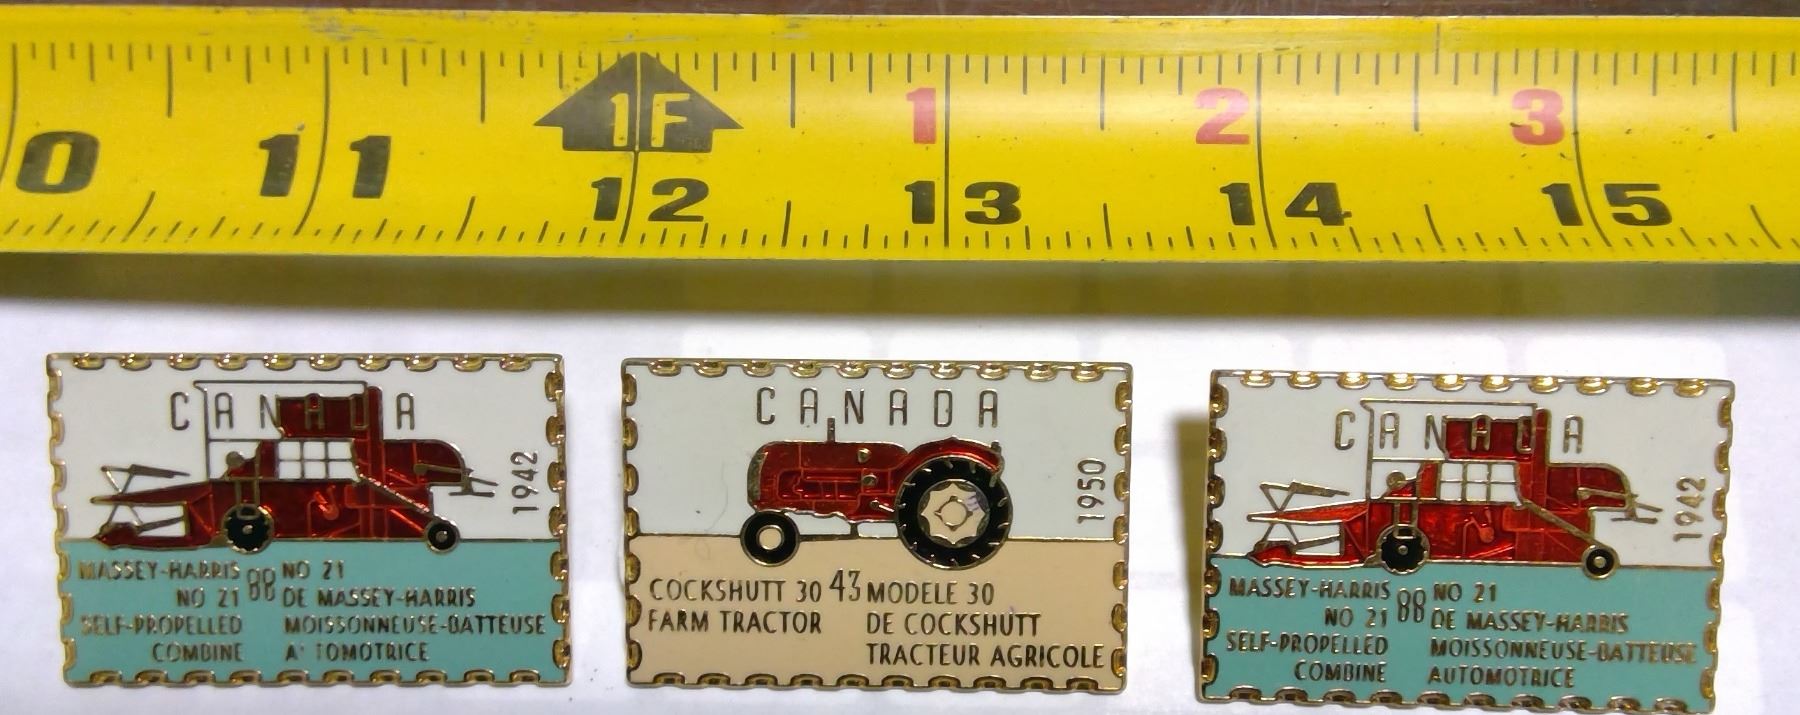 1F 1 2 3
0 11 12 13 14 15
CANADA
1942
MASSEY-HARRIS 88 NO 21
NO 21 DE MASSEY-HARRIS
SELF-PROPELLED MOISSONNEUSE-BATTEUSE
COMBINE A TOMOTRICE
CANADA
1950
COCKSHUTT 30 43 MODELE 30
FARM TRACTOR DE COCKSHUTT
TRACTEUR AGRICOLE
CANADA
1942
MASSEY-HARRIS 88 NO 21
NO 21 DE MASSEY-HARRIS
SELF-PROPELLED MOISSONNEUSE-BATTEUSE
COMBINE AUTOMOTRICE